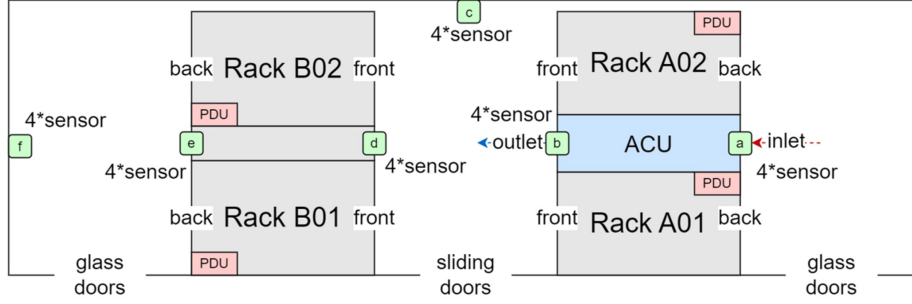 c
4*sensor
PDU
back
Rack B02
front
front
Rack A02
back
PDU
4*sensor
f
e
d
4*sensor
4*sensor
4*sensor
outlet
b
ACU
a
inlet
4*sensor
PDU
back
Rack B01
front
front
Rack A01
back
PDU
glass
doors
sliding
doors
glass
doors